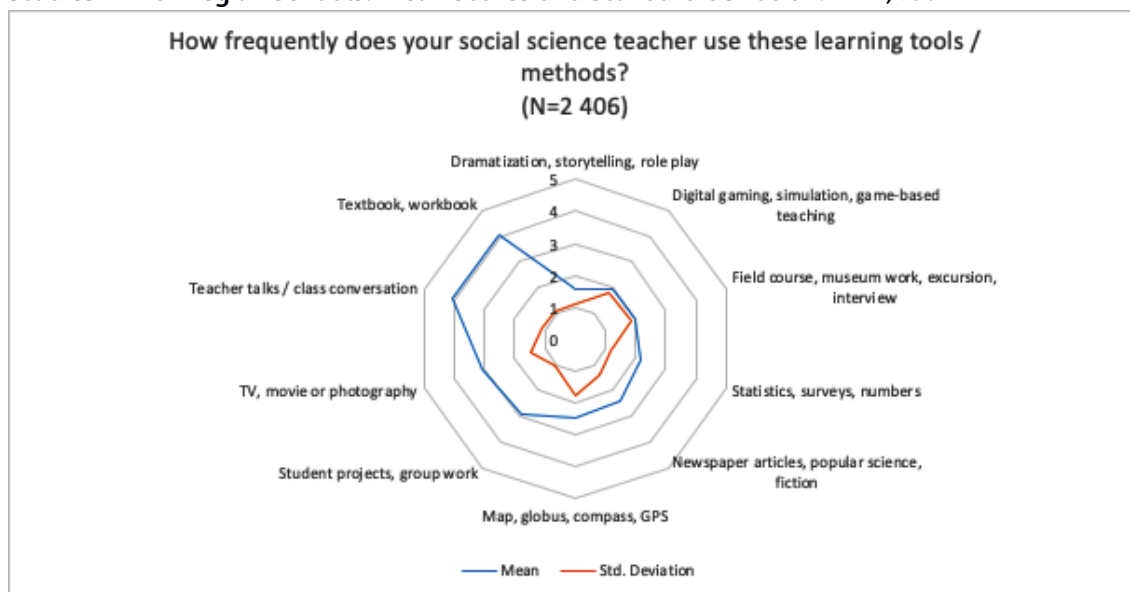 How frequently does your social science teacher use these learning tools /
methods?
(N=2 406)
Dramatization, storytelling, role play
5
Textbook, workbook
Digital gaming, simulation, game-based
teaching
4
3
Teacher talks / class conversation
Field course, museum work, excursion,
interview
2
1
0
TV, movie or photography
Statistics, surveys, numbers
Student projects, group work
Newspaper articles, popular science,
fiction
Map, globus, compass, GPS
Mean
Std. Deviation